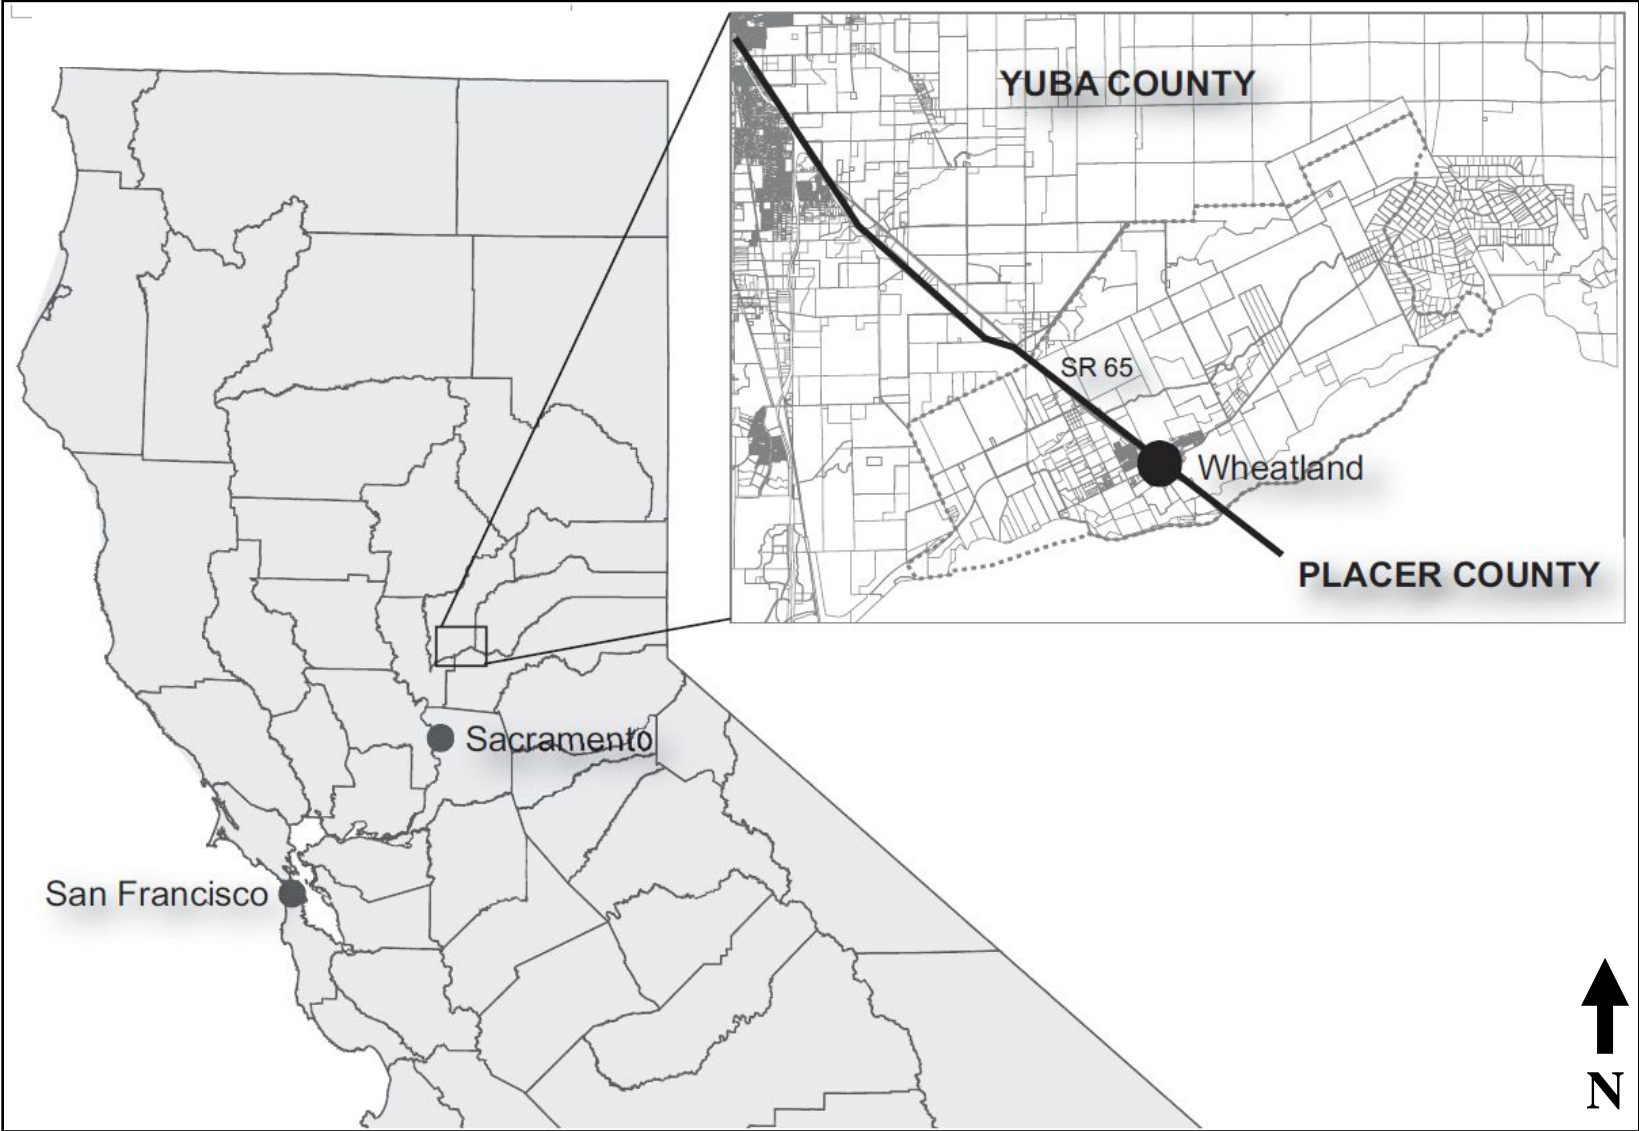 YUBA COUNTY
SR 65
Wheatland
PLACER COUNTY
Sacramento
San Francisco
N